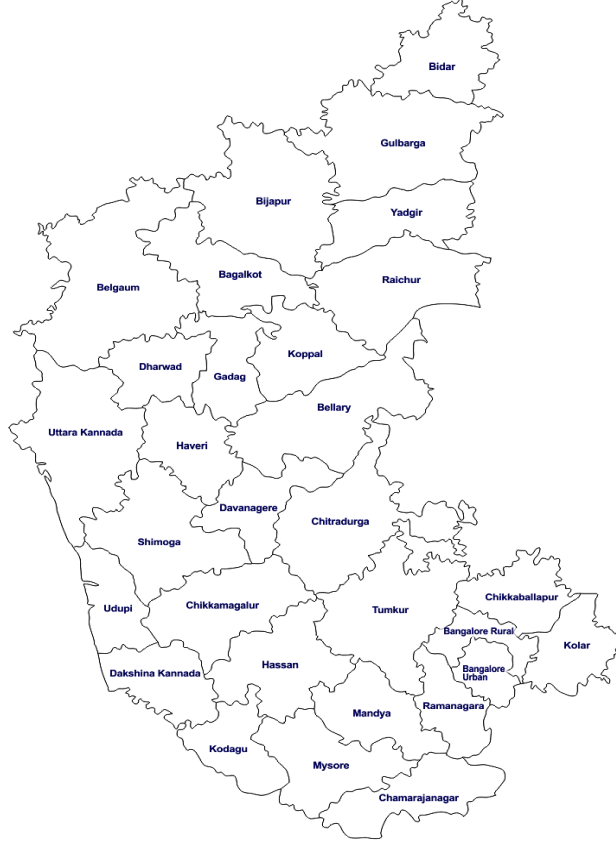 Bidar
Gulbarga
Bijapur
Yadgir
Bagalkot
Raichur
Belgaum
Koppal
Dharwad
Gadag
Bellary
Uttara Kannada
Haveri
Davanagere
Chitradurga
Shimoga
Chikkaballapur
Udupi
Chikkamagalur
Tumkur
Bangalore Rural
Kolar
Hassan
Bangalore
Urban
Dakshina Kannada
Ramanagara
Mandya
Kodagu
Mysore
Chamarajanagar